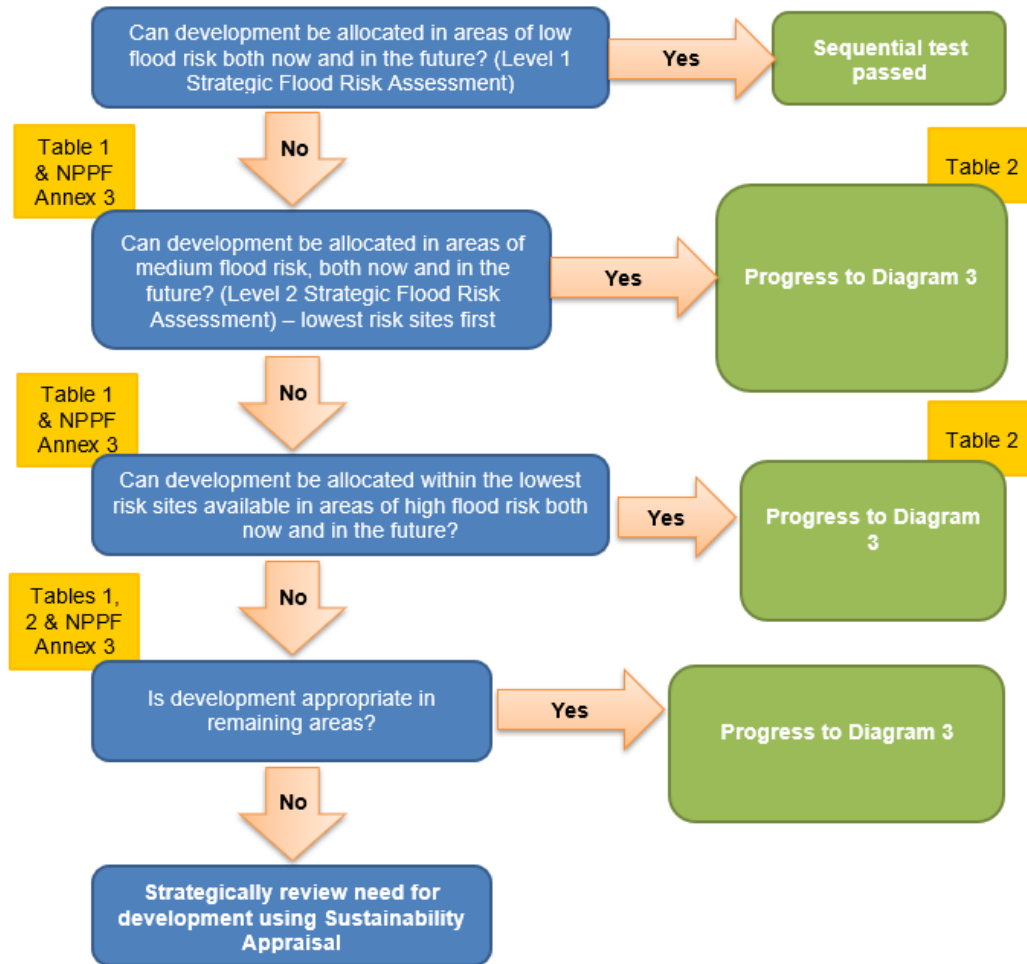 Can development be allocated in areas of low
flood risk both now and in the future? (Level 1
Strategic Flood Risk Assessment)
Yes
Sequential test
passed
No
Table 1
& NPPF
Annex 3
Table 2
Can development be allocated in areas of
medium flood risk, both now and in the
future? (Level 2 Strategic Flood Risk
Assessment) – lowest risk sites first
Yes
Progress to Diagram 3
No
Table 1
& NPPF
Annex 3
Table 2
Can development be allocated within the lowest
risk sites available in areas of high flood risk both
now and in the future?
Yes
Progress to Diagram
3
No
Tables 1,
2 & NPPF
Annex 3
Is development appropriate in
remaining areas?
Yes
Progress to Diagram 3
No
Strategically review need for
development using Sustainability
Appraisal